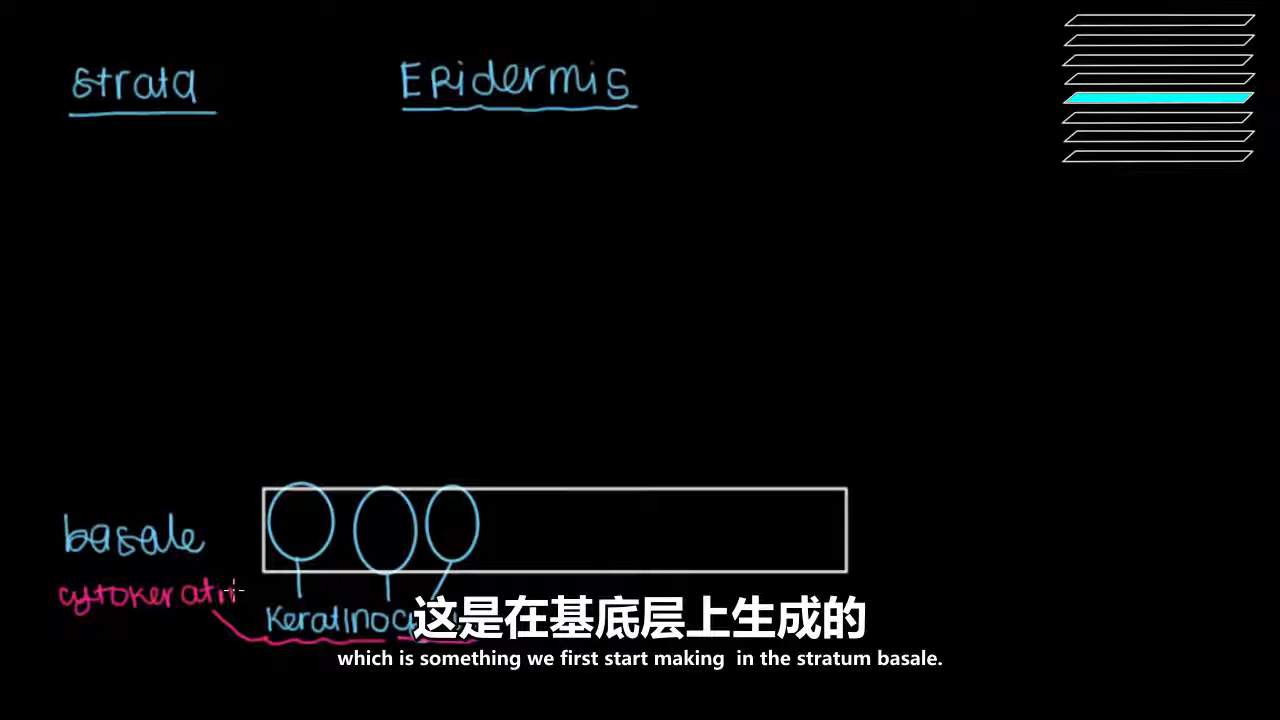 strata
Epidermis
basale
cytokeratin
这是在基底层上生成的
which is something we first start making in the stratum basale.